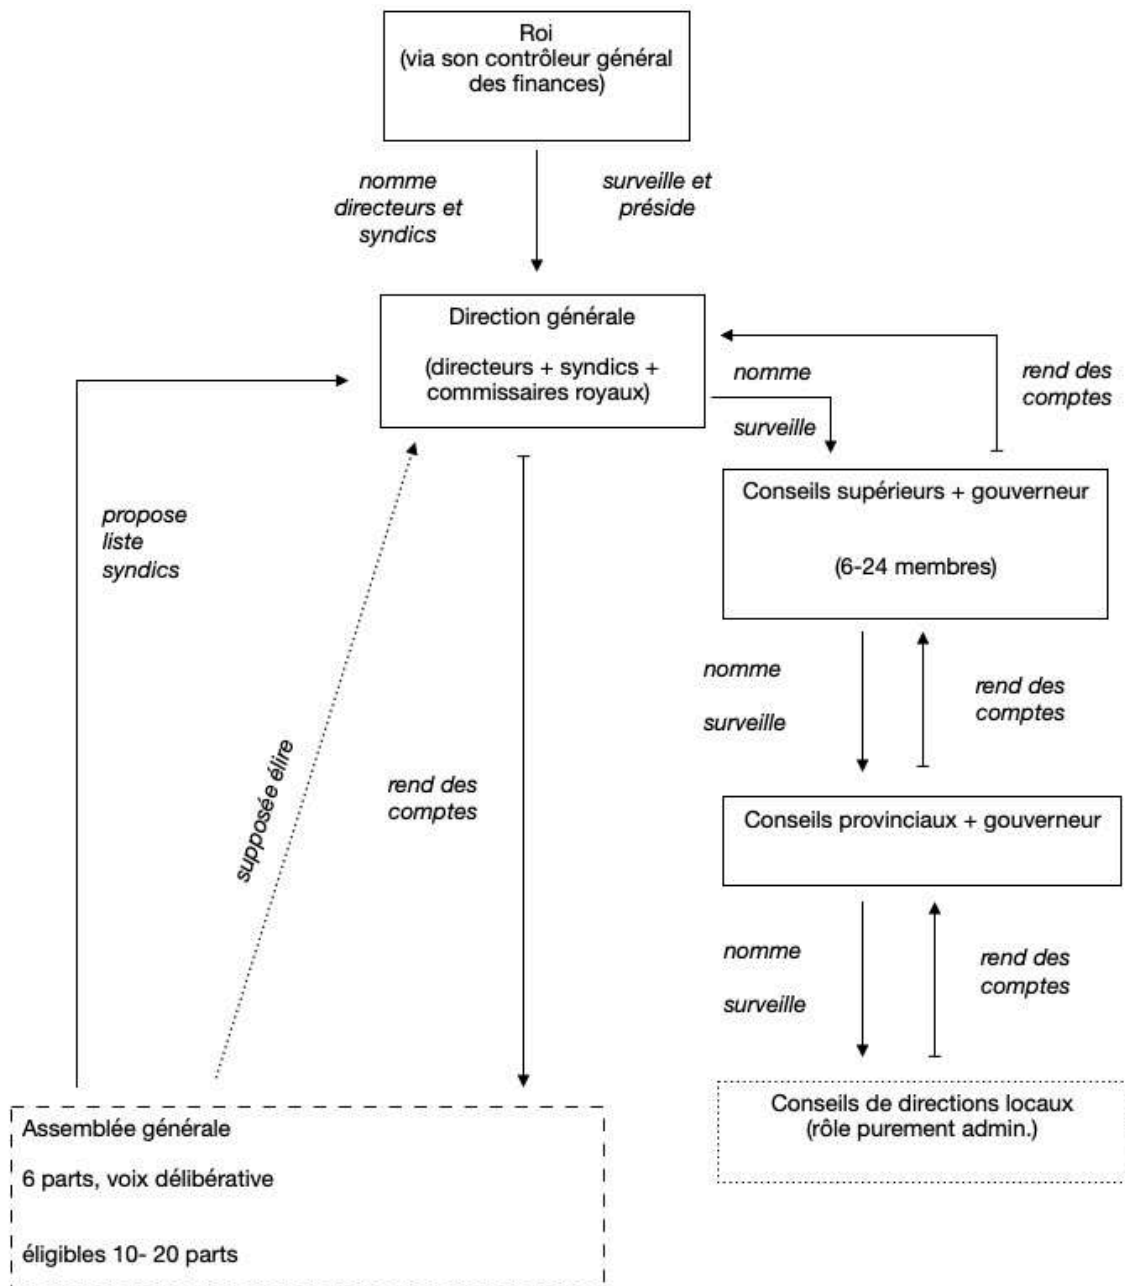 Roi
(via son contrôleur général
des finances)
nomme
directeurs et
syndics
surveille et
préside
Direction générale
(directeurs + syndics +
commissaires royaux)
nomme
surveille
rend des
comptes
Conseils supérieurs + gouverneur
(6-24 membres)
propose
liste
syndics
nomme
surveille
rend des
comptes
supposée élire
rend des
comptes
Conseils provinciaux + gouverneur
nomme
surveille
rend des
comptes
Conseils de directions locaux
(rôle purement admin.)
Assemblée générale
6 parts, voix délibérative
éligibles 10- 20 parts